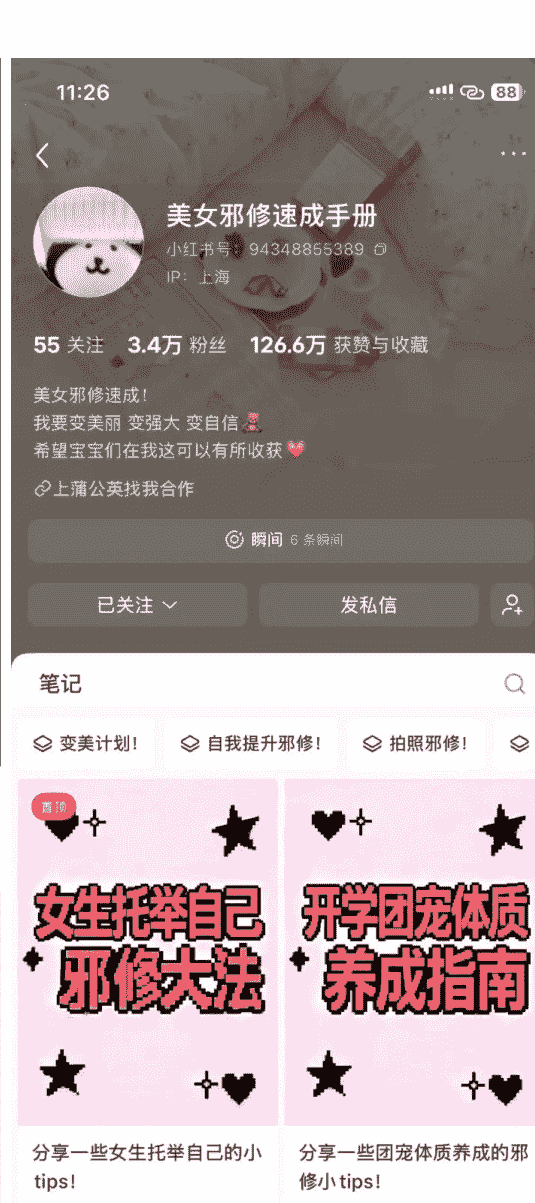 11:26
88
美女邪修速成手册
小红书号：94348855389
IP：上海
55 关注 3.4万 粉丝 126.6万 获赞与收藏
美女邪修速成！
我要变美丽 变强大 变自信
希望宝宝们在我这可以有所收获
上蒲公英找我合作
瞬间 6 条瞬间
已关注 发私信
笔记
变美计划！ 自我提升邪修！ 拍照邪修！
置顶
女生托举自己
邪修大法
开学团宠体质
养成指南
分享一些女生托举自己的小
tips！
分享一些团宠体质养成的邪
修小tips！